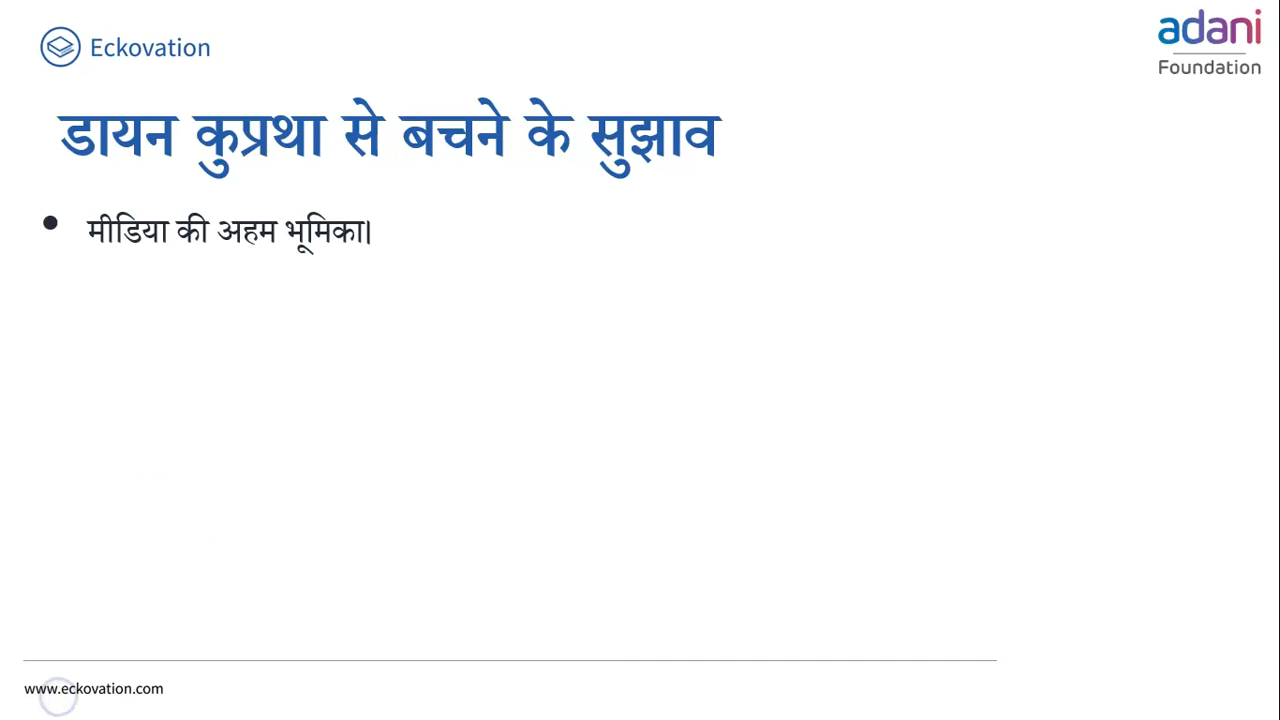 Eckovation
adani
Foundation
डायन कुप्रथा से बचने के सुझाव
• मीडिया की अहम भूमिका।
www.eckovation.com